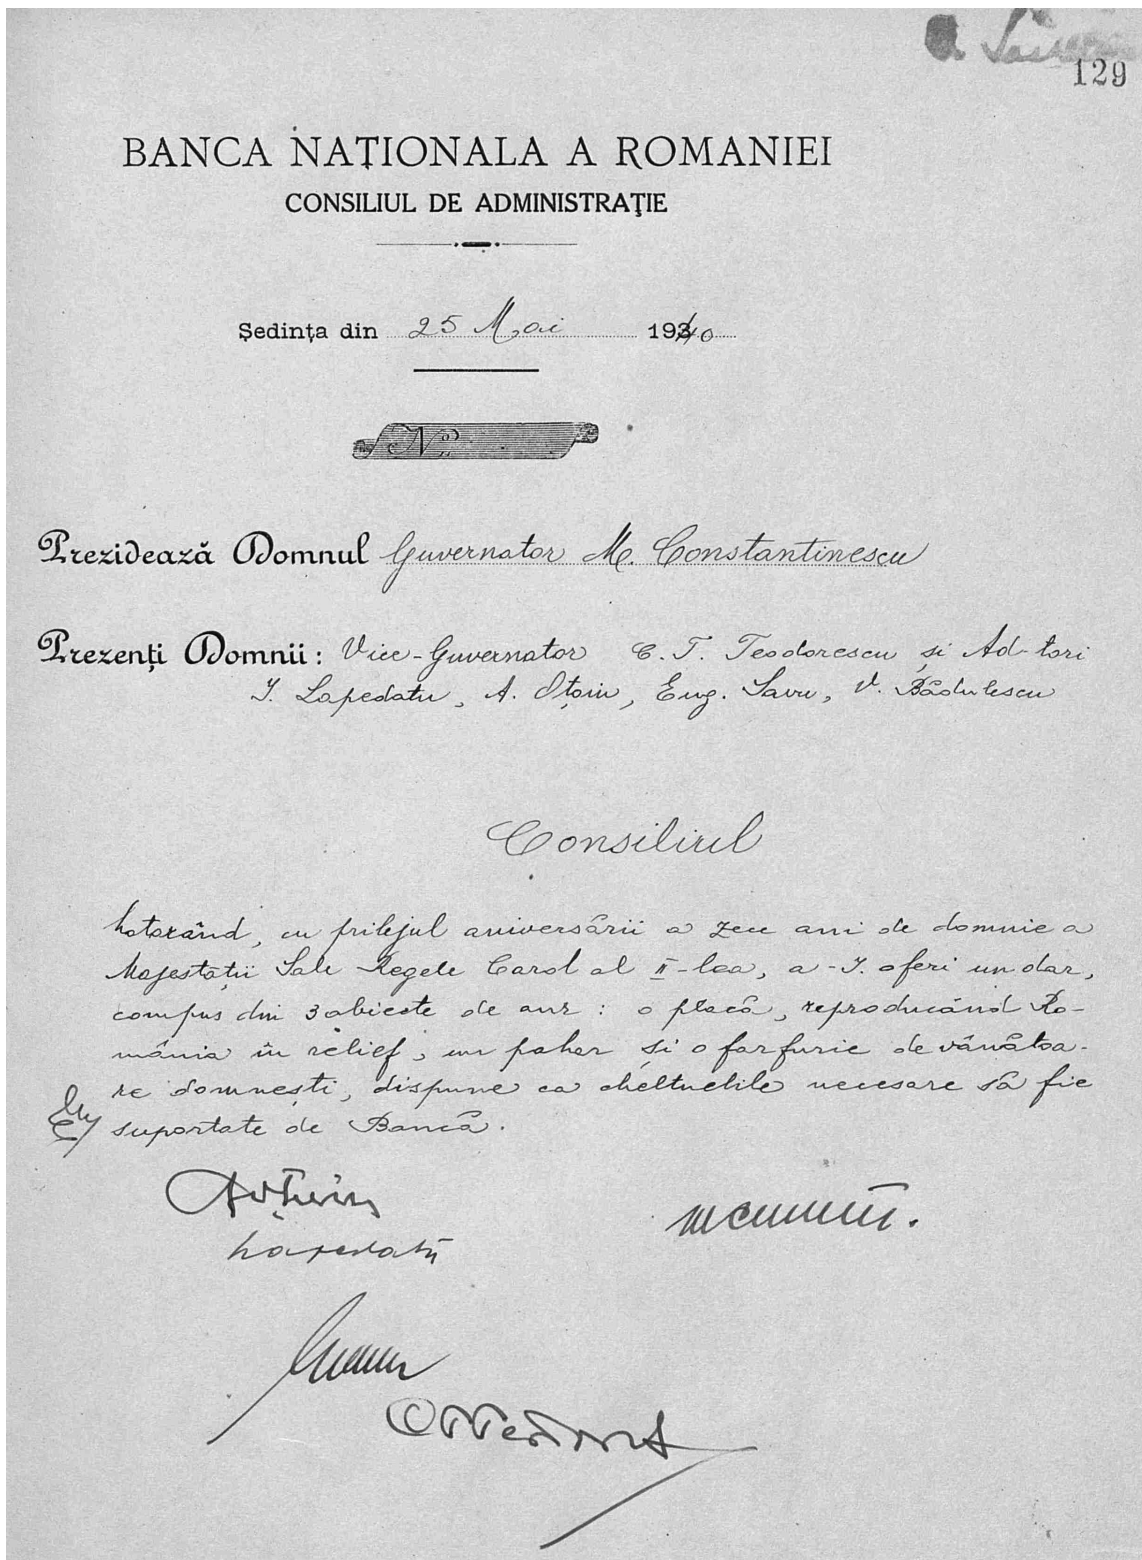 129
BANCA NAȚIONALA A ROMANIEI
CONSILIUL DE ADMINISTRAȚIE
Ședința din 25 Mai 1940
No
Prezidează Domnul Guvernator M. Constantinescu
Prezenți Domnii: Vice-Guvernator C. T. Teodorescu și Ad-tori
I. Lapedatu, A. Oțoiu, Eug. Savu, V. Bădulescu
Consiliul
hotărând, cu prilejul aniversării a zece ani de domnie a
Majestății Sale Regele Carol al II-lea, a-I. oferi un dar,
compus din 3 obiecte de aur: o placă, reproducând Ro-
mânia în relief, un pahar și o farfurie de vânătoa-
re domnești, dispune ca cheltuelile necesare să fie
suportate de Bancă.
Lapedatu